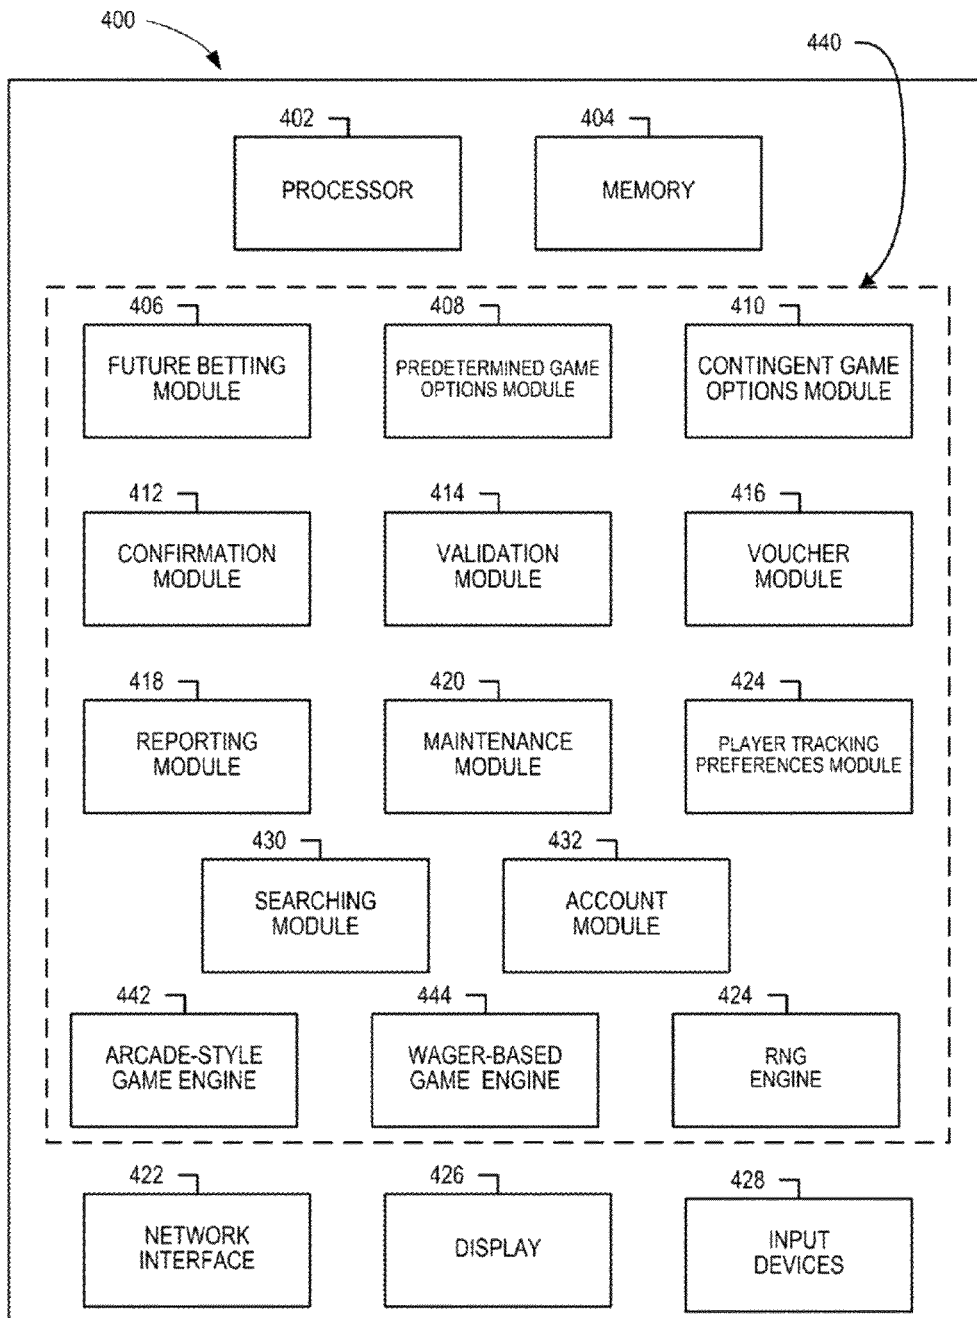 400
440
402
404
PROCESSOR
MEMORY
406
408
410
FUTURE BETTING
MODULE
PREDETERMINED GAME
OPTIONS MODULE
CONTINGENT GAME
OPTIONS MODULE
412
414
416
CONFIRMATION
MODULE
VALIDATION
MODULE
VOUCHER
MODULE
418
420
424
REPORTING
MODULE
MAINTENANCE
MODULE
PLAYER TRACKING
PREFERENCES MODULE
430
432
SEARCHING
MODULE
ACCOUNT
MODULE
442
444
424
ARCADE-STYLE
GAME ENGINE
WAGER-BASED
GAME ENGINE
RNG
ENGINE
422
426
428
NETWORK
INTERFACE
DISPLAY
INPUT
DEVICES